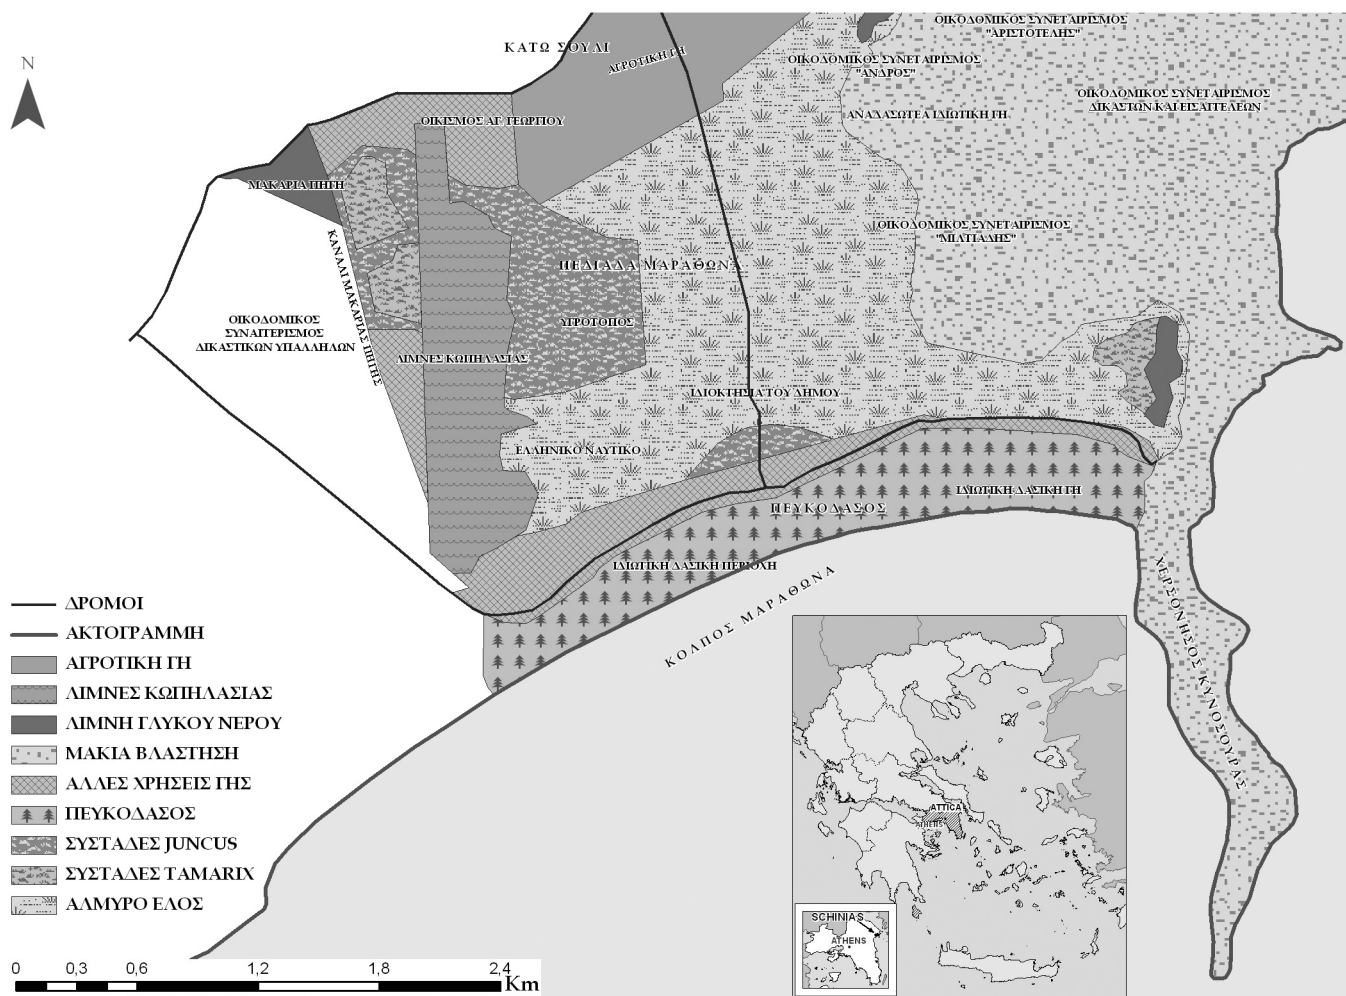 ΟΙΚΟΔΟΜΙΚΟΣ ΣΥΝΕΤΑΙΡΙΣΜΟΣ
"ΑΡΙΣΤΟΤΕΛΗΣ"
ΚΑΤΩ ΣΟΥΛΙ
ΑΓΡΟΤΙΚΗ ΓΗ
ΟΙΚΟΔΟΜΙΚΟΣ ΣΥΝΕΤΑΙΡΙΣΜΟΣ
"ΑΝΔΡΟΣ"
N
ΟΙΚΟΔΟΜΙΚΟΣ ΣΥΝΕΤΑΙΡΙΣΜΟΣ
ΔΙΚΑΣΤΩΝ ΚΑΙ ΕΙΣΑΓΓΕΛΕΩΝ
ΑΝΑΔΑΣΩΤΕΑ ΙΔΙΩΤΙΚΗ ΓΗ
ΟΙΚΙΣΜΟΣ ΑΓ. ΓΕΩΡΓΙΟΥ
ΜΑΚΑΡΙΑ ΠΗΓΗ
ΟΙΚΟΔΟΜΙΚΟΣ ΣΥΝΕΤΑΙΡΙΣΜΟΣ
"ΜΙΛΤΙΑΔΗΣ"
ΚΑΝΑΛΙ ΜΑΚΑΡΙΑΣ ΠΗΓΗΣ
ΠΕΔΙΑΔΑ ΜΑΡΑΘΩΝΑ
ΟΙΚΟΔΟΜΙΚΟΣ
ΣΥΝΑΙΤΕΡΙΣΜΟΣ
ΔΙΚΑΣΤΙΚΩΝ ΥΠΑΛΛΗΛΩΝ
ΥΓΡΟΤΟΠΟΣ
ΛΙΜΝΕΣ ΚΩΠΗΛΑΣΙΑΣ
ΙΔΙΟΚΤΗΣΙΑ ΤΟΥ ΔΗΜΟΥ
ΕΛΛΗΝΙΚΟ ΝΑΥΤΙΚΟ
ΙΔΙΩΤΙΚΗ ΔΑΣΙΚΗ ΓΗ
ΠΕΥΚΟΔΑΣΟΣ
ΙΔΙΩΤΙΚΗ ΔΑΣΙΚΗ ΠΕΡΙΟΧΗ
ΚΟΛΠΟΣ ΜΑΡΑΘΩΝΑ
ΧΕΡΣΟΝΗΣΟΣ ΚΥΝΟΣΟΥΡΑΣ
ΔΡΟΜΟΙ
ΑΚΤΟΓΡΑΜΜΗ
ΑΓΡΟΤΙΚΗ ΓΗ
ΛΙΜΝΕΣ ΚΩΠΗΛΑΣΙΑΣ
ΛΙΜΝΗ ΓΛΥΚΟΥ ΝΕΡΟΥ
ΜΑΚΙΑ ΒΛΑΣΤΗΣΗ
ΑΛΛΕΣ ΧΡΗΣΕΙΣ ΓΗΣ
ΠΕΥΚΟΔΑΣΟΣ
ΣΥΣΤΑΔΕΣ JUNCUS
ΣΥΣΤΑΔΕΣ TAMARIX
ΑΛΜΥΡΟ ΕΛΟΣ
ATTICA
ATHENS
SCHINIAS
ATHENS
0 0,3 0,6 1,2 1,8 2,4
Km